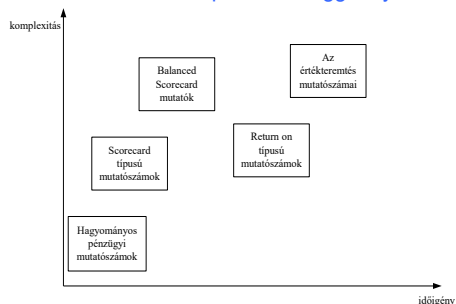 komplexitás
Az
értékteremtés
mutatószámai
Balanced
Scorecard
mutatók
Return on
típusú
mutatószámok
Scorecard
típusú
mutatószámok
Hagyományos
pénzügyi
mutatószámok
időigény